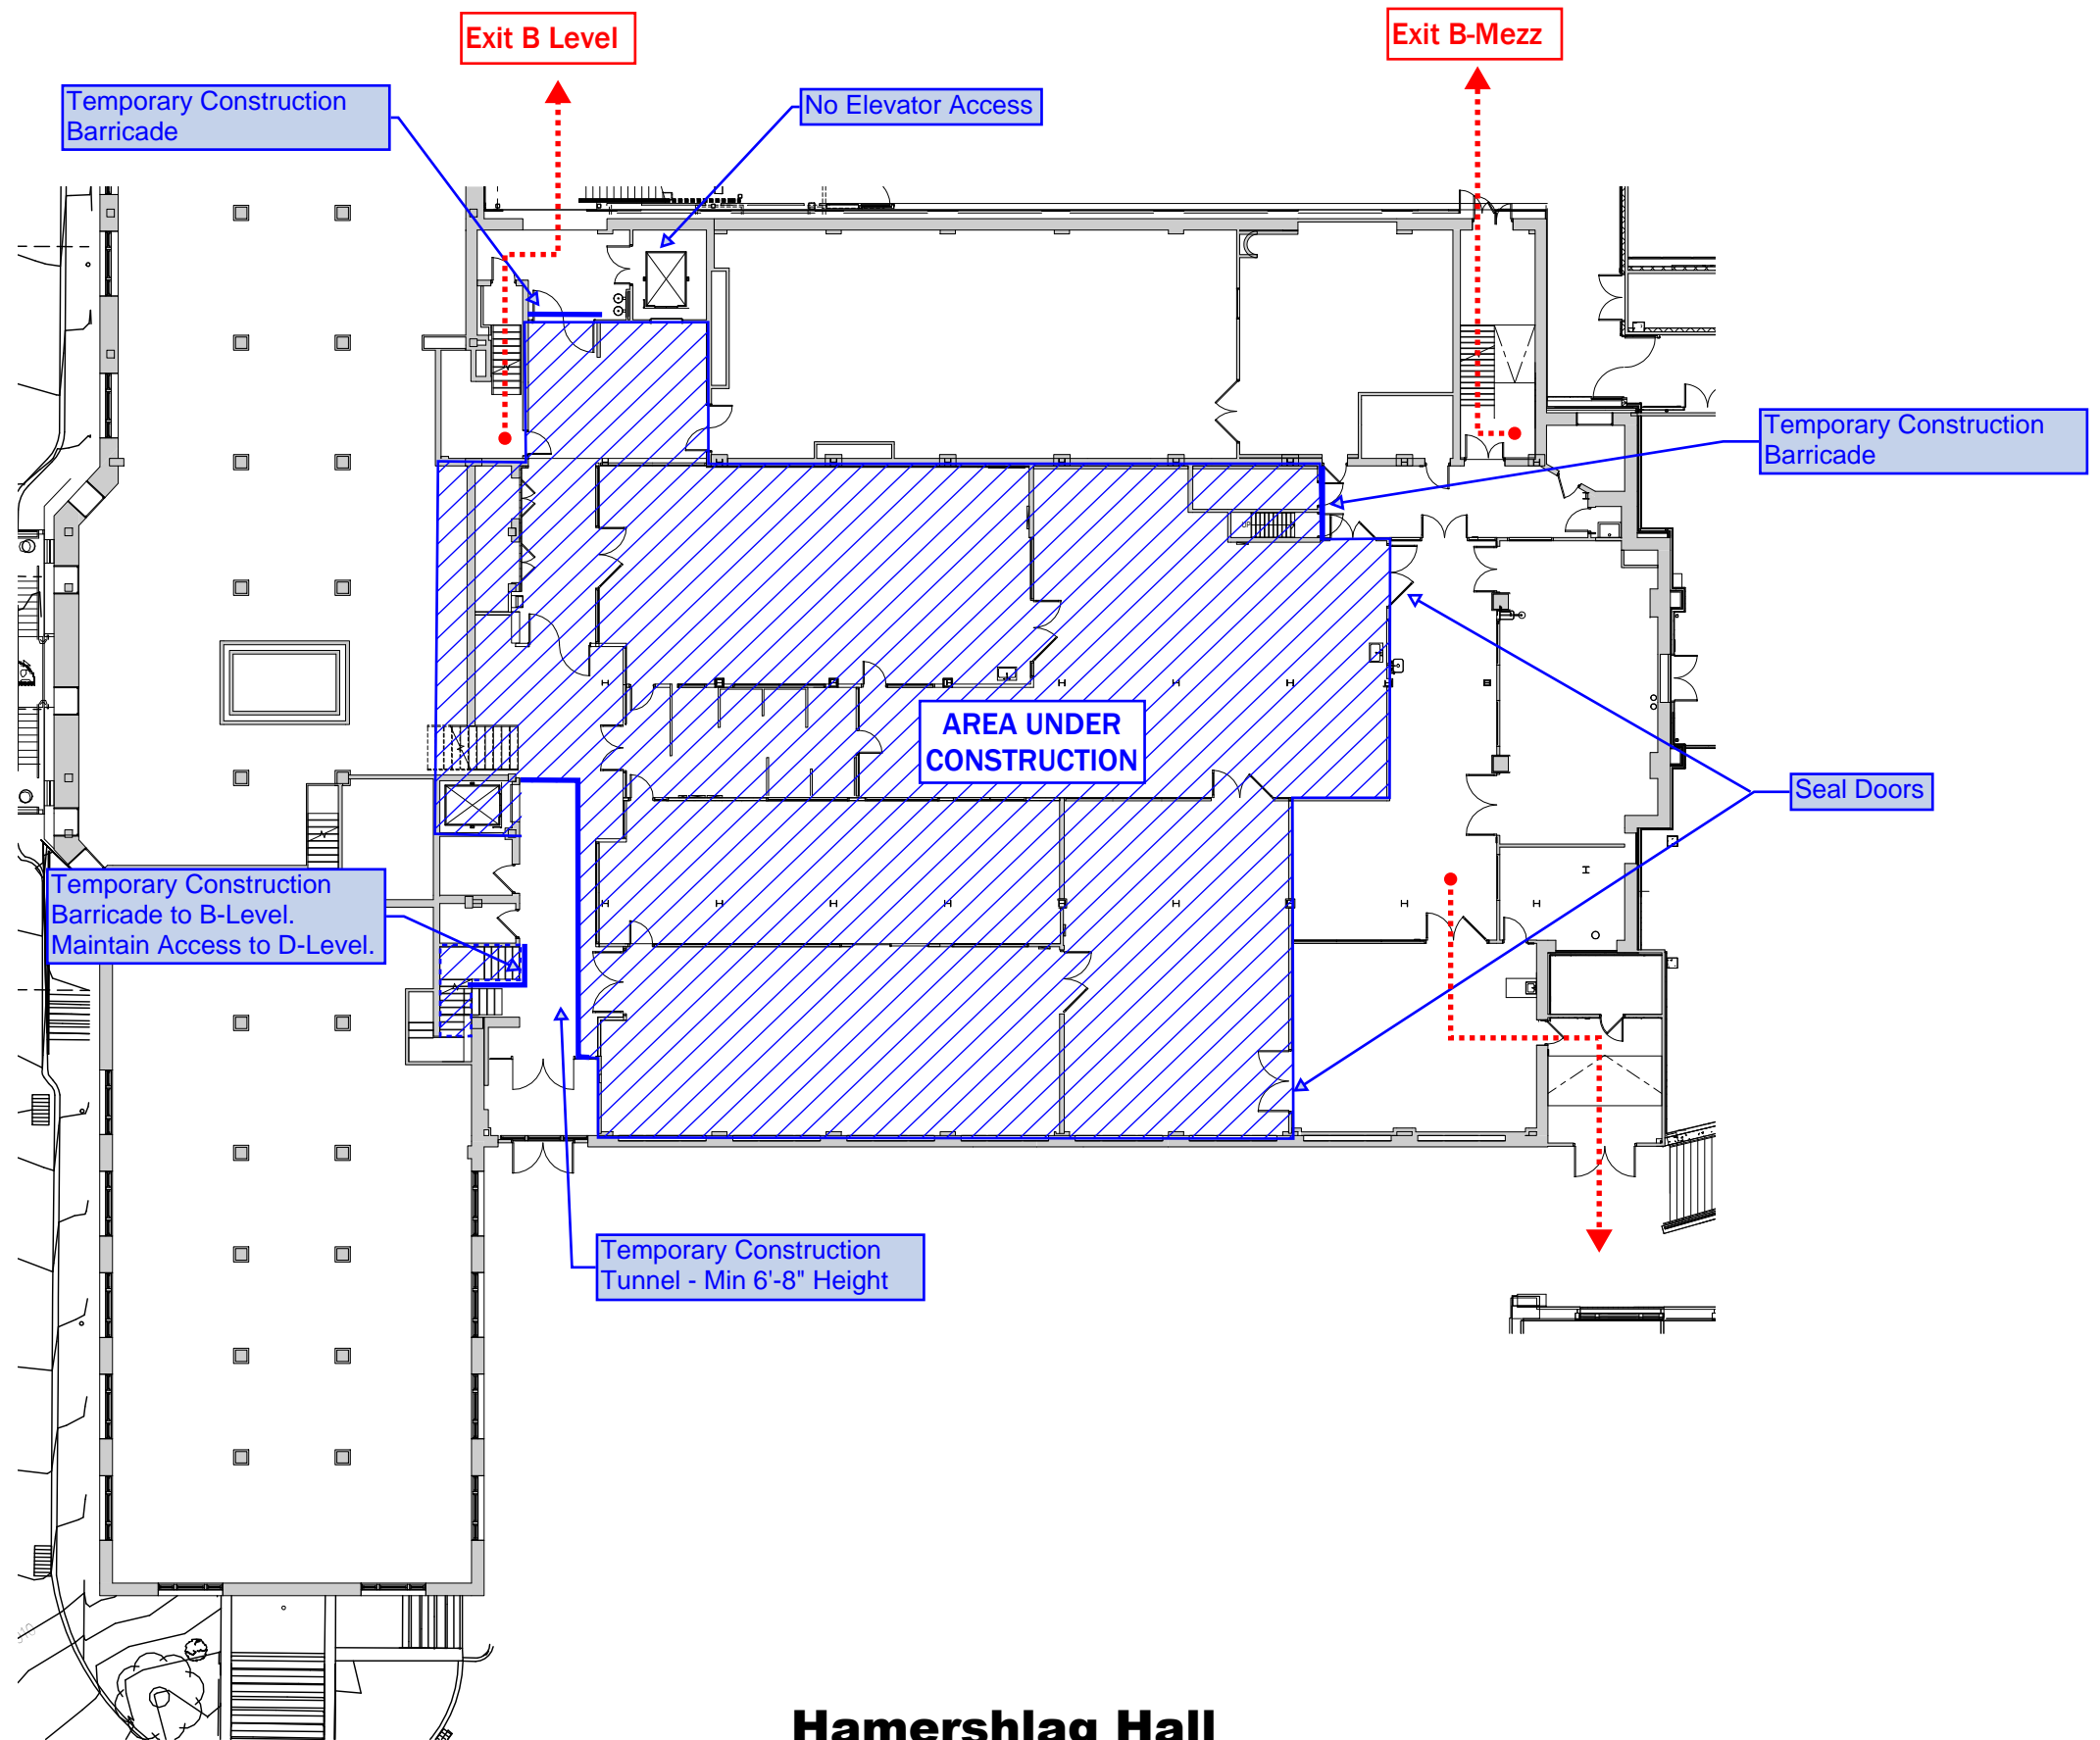 Exit B Level
Exit B-Mezz
Temporary Construction
Barricade
No Elevator Access
Temporary Construction
Barricade
UP
AREA UNDER
CONSTRUCTION
Seal Doors
Temporary Construction
Barricade to B-Level.
Maintain Access to D-Level.
Temporary Construction
Tunnel - Min 6'-8" Height
Hamershlag Hall